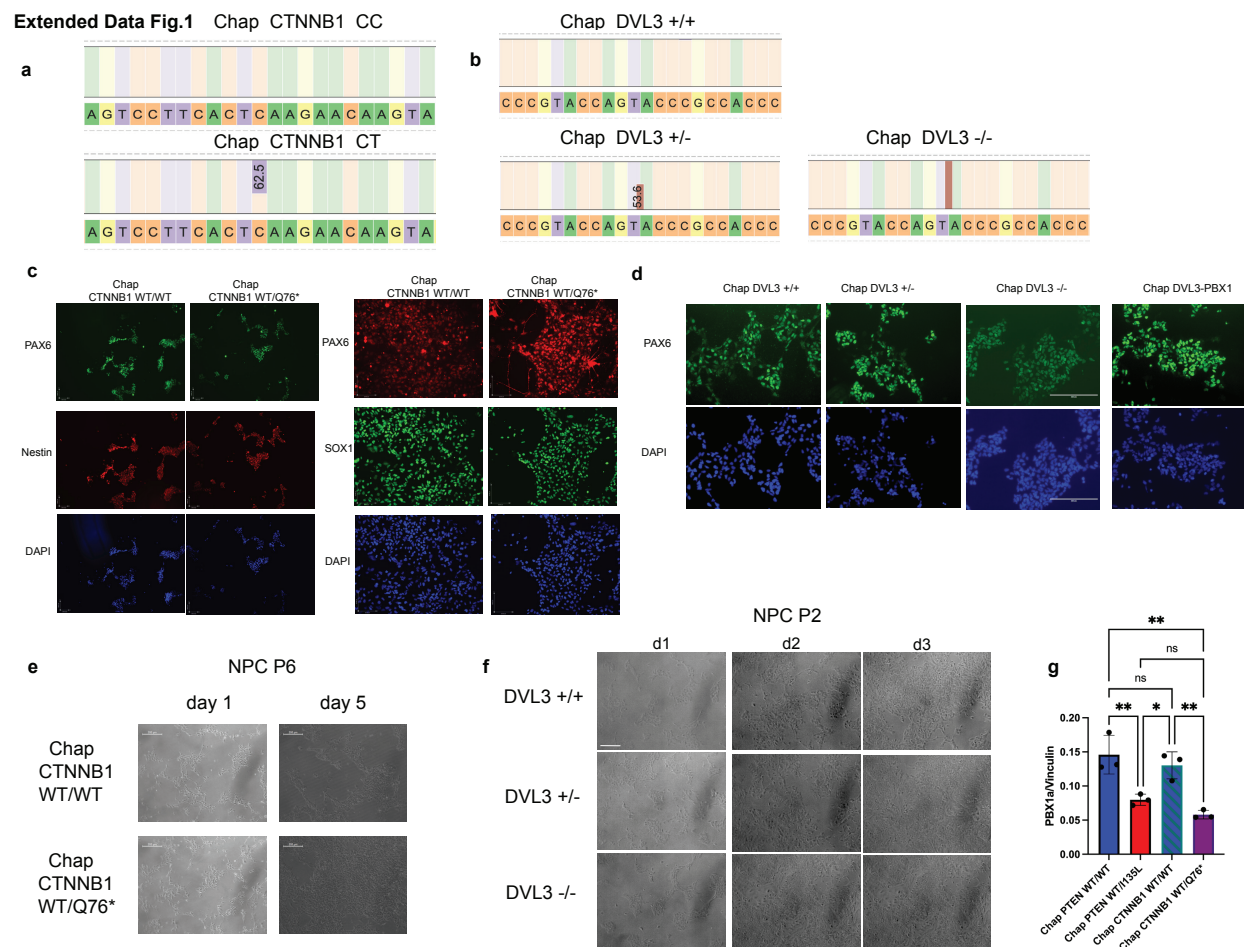 Extended Data Fig.1 Chap CTNNB1 CC
Chap DVL3 +/+
a
b
AGTCCTTCACTCAAGAACAAGTA
CCCGTACCAGTACCCGCCACCC
Chap CTNNB1 CT
Chap DVL3 +/-
Chap DVL3 -/-
62.5
53.6
AGTCCTTCACTCAAGAACAAGTA
CCCGTACCAGTACCCGCCACCC
CCCGTACCAGTACCCGCCACCC
c
Chap
CTNNB1 WT/WT
Chap
CTNNB1 WT/Q76*
Chap
CTNNB1 WT/WT
Chap
CTNNB1 WT/Q76*
PAX6
PAX6
Nestin
SOX1
DAPI
DAPI
d
Chap DVL3 +/+
Chap DVL3 +/-
Chap DVL3 -/-
Chap DVL3-PBX1
PAX6
DAPI
e
NPC P6
day 1
day 5
Chap
CTNNB1
WT/WT
Chap
CTNNB1
WT/Q76*
f
NPC P2
d1
d2
d3
DVL3 +/+
DVL3 +/-
DVL3 -/-
g
**
ns
ns
**
*
**
PBX1a/Vinculin
0.20
0.15
0.10
0.05
0.00
Chap PTEN WT/WT
Chap PTEN WT/I135L
Chap CTNNB1 WT/WT
Chap CTNNB1 WT/Q76*